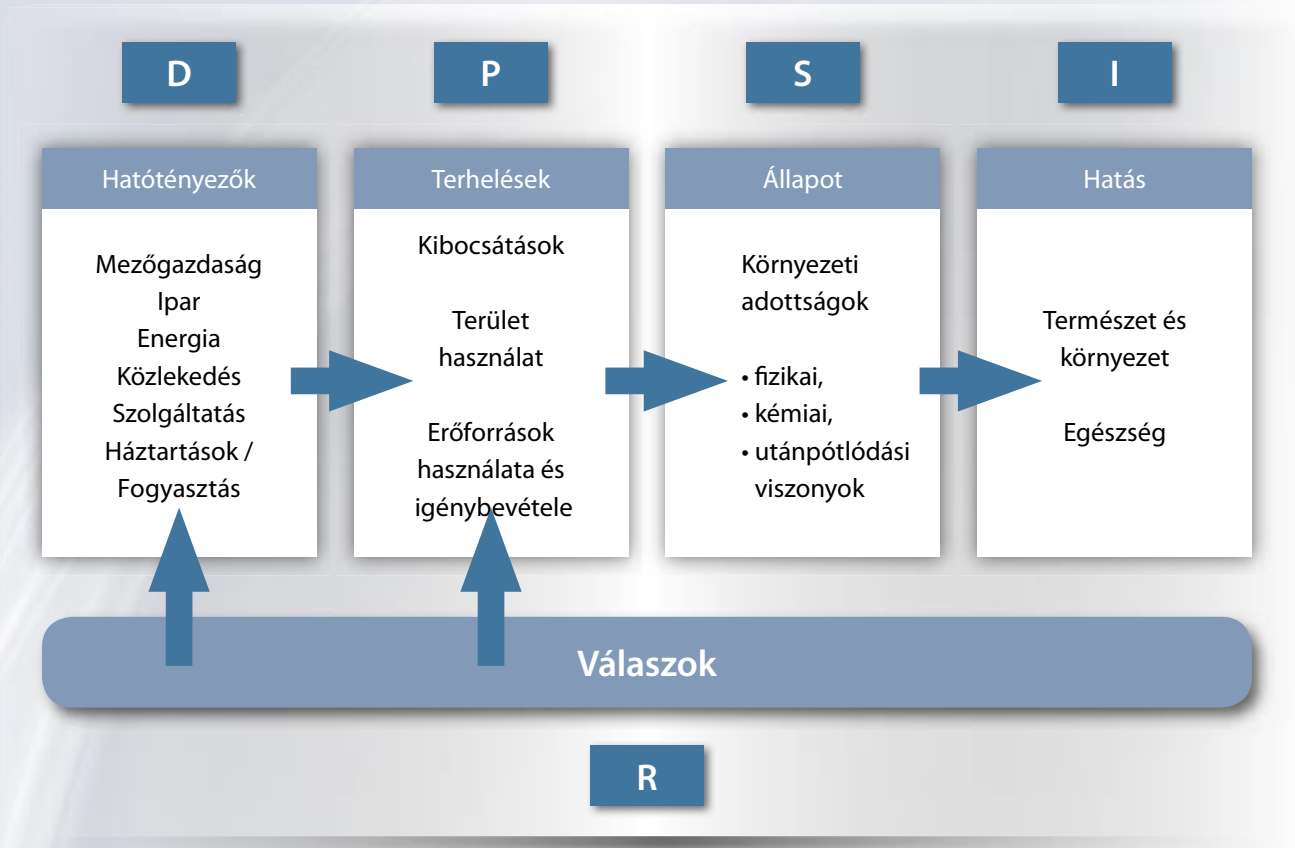 D
P
S
I
Hatótényezők
Mezőgazdaság
Ipar
Energia
Közlekedés
Szolgáltatás
Háztartások /
Fogyasztás
Terhelések
Kibocsátások
Terület
használat
Erőforrások
használata és
igénybevétele
Állapot
Környezeti
adottságok
• fizikai,
• kémiai,
• utánpótlódási
viszonyok
Hatás
Természet és
környezet
Egészség
Válaszok
R